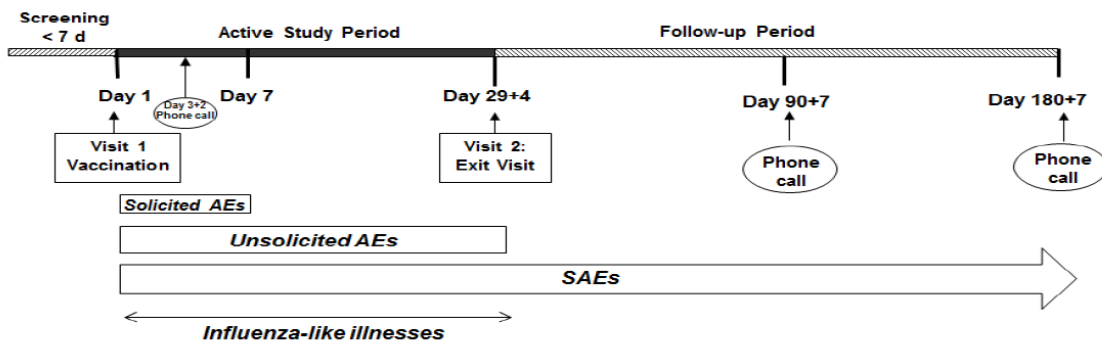 Screening
< 7 d
Active Study Period
Follow-up Period
Day 1
Day 3+2
Phone call
Day 7
Day 29+4
Day 90+7
Day 180+7
Visit 1
Vaccination
Visit 2:
Exit Visit
Phone
call
Phone
call
Solicited AEs
Unsolicited AEs
SAEs
Influenza-like illnesses